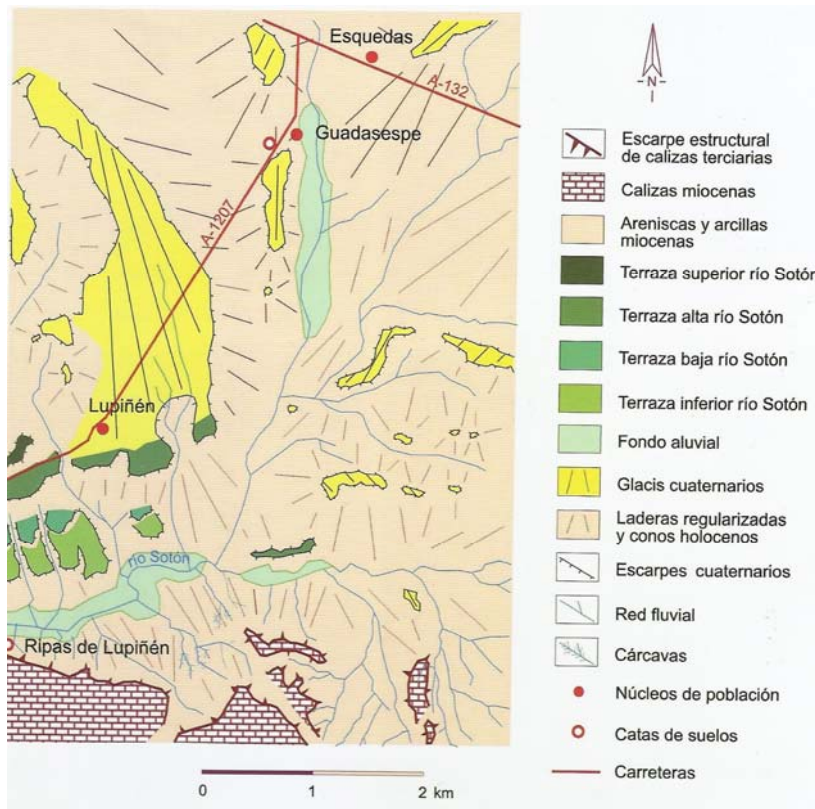 Esquedas
A-132
Guadasespe
A-1207
Lupiñén
río Sotón
Ripas de Lupiñén
0 1 2 km
N
Escarpe estructural
de calizas terciarias
Calizas miocenas
Areniscas y arcillas
miocenas
Terraza superior río Sotón
Terraza alta río Sotón
Terraza baja río Sotón
Terraza inferior río Sotón
Fondo aluvial
Glacis cuaternarios
Laderas regularizadas
y conos holocenos
Escarpes cuaternarios
Red fluvial
Cárcavas
Núcleos de población
Catas de suelos
Carreteras